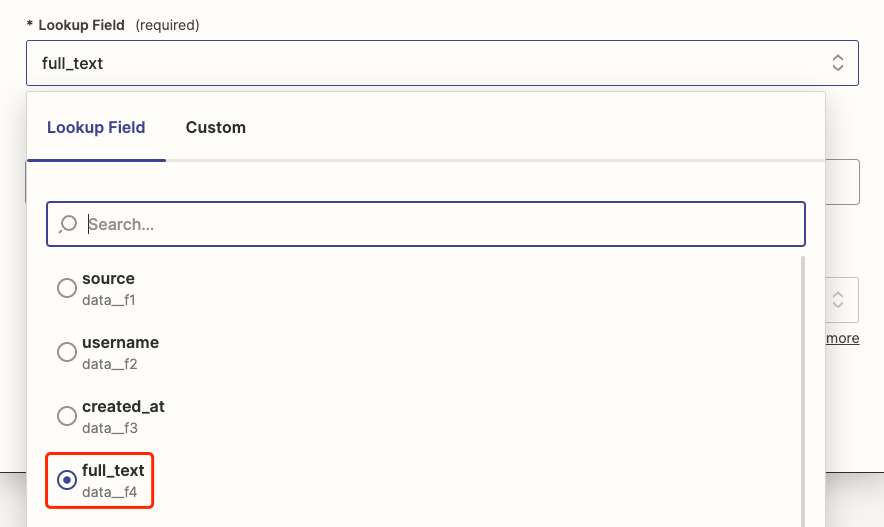 * Lookup Field (required)
full_text
Lookup Field Custom
Search...
source
data__f1
username
data__f2
created_at
data__f3
more
full_text
data__f4